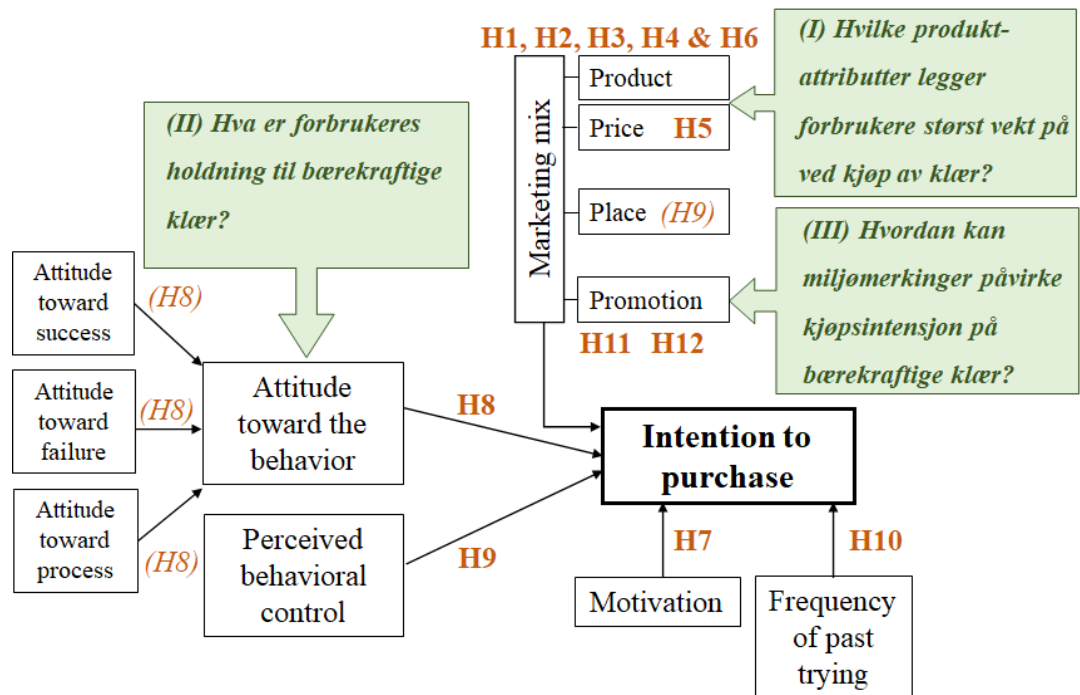 H1, H2, H3, H4 & H6
Marketing mix
Product
Price H5
Place (H9)
Promotion
H11 H12
(I) Hvilke produkt-
attributter legger
forbrukere størst vekt på
ved kjøp av klær?
(II) Hva er forbrukeres
holdning til bærekraftige
klær?
(III) Hvordan kan
miljømerkinger påvirke
kjøpsintensjon på
bærekraftige klær?
Attitude
toward
success
(H8)
Attitude
toward
failure
(H8)
Attitude
toward
process
(H8)
Attitude
toward the
behavior
H8
Perceived
behavioral
control
H9
Intention to
purchase
H7
Motivation
H10
Frequency
of past
trying